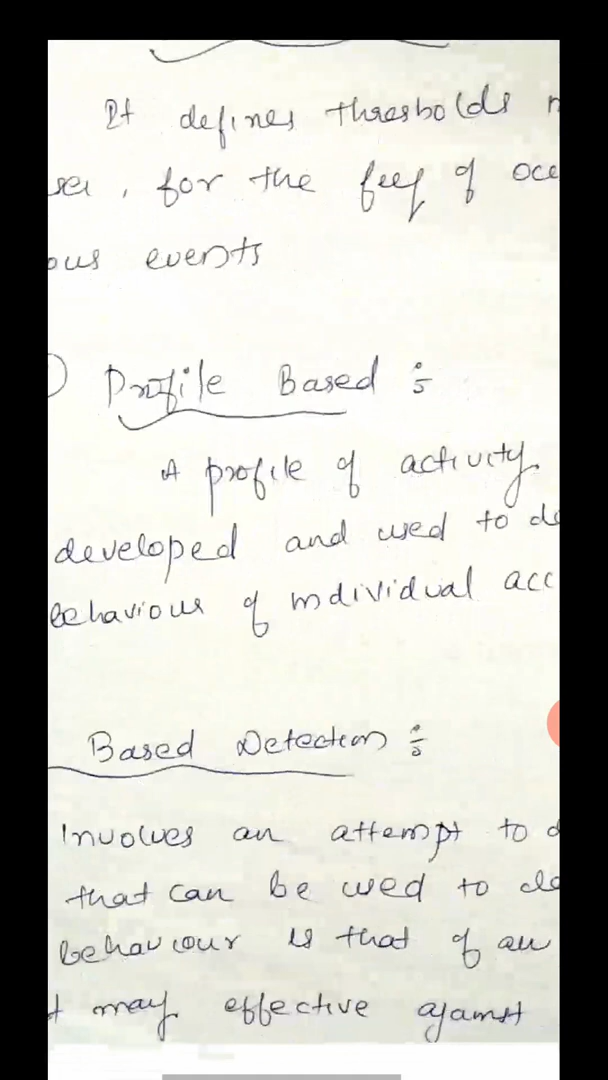 It defines thresholds
for the feq of
ous events
Profile Based :
A profile of activity
developed and used to de
behaviour of individual acc
Based Detection :
Involves an attempt to d
that can be used to de
behaviour is that of an
may effective against